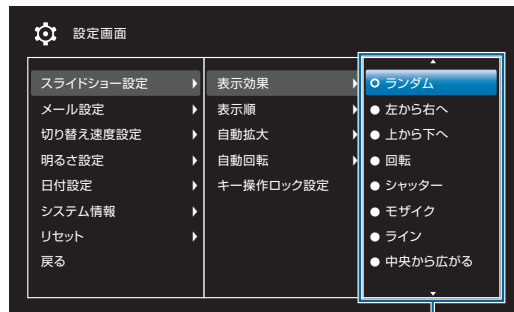 設定画面
スライドショー設定
メール設定
切り替え速度設定
明るさ設定
日付設定
システム情報
リセット
戻る
表示効果
表示順
自動拡大
自動回転
キー操作ロック設定
ランダム
左から右へ
上から下へ
回転
シャッター
モザイク
ライン
中央から広がる